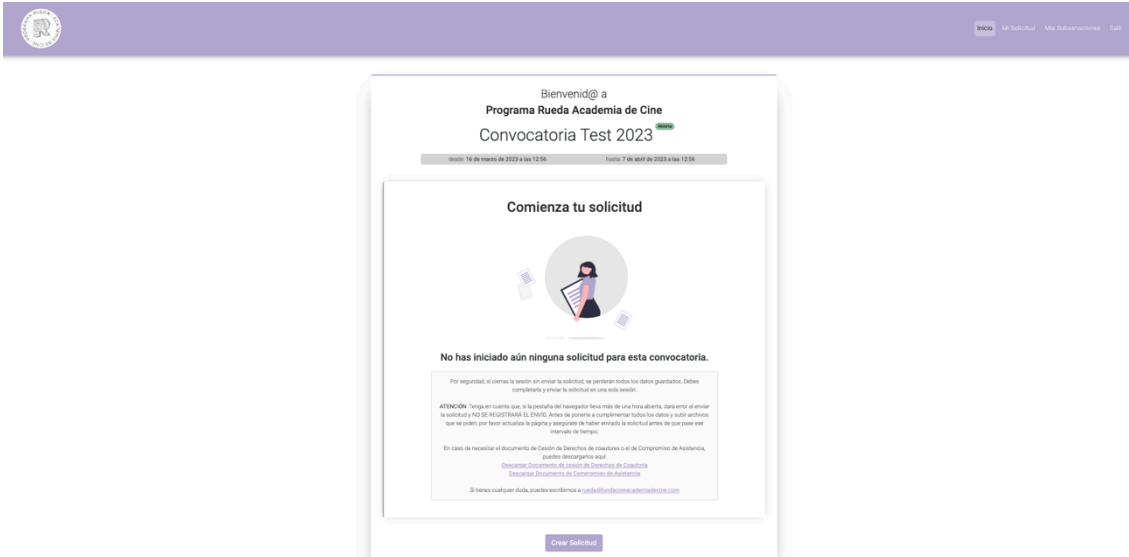 Inicio Mi Solicitud Mis Subsanaciones Salir
Bienvenid@ a
Programa Rueda Academia de Cine
Convocatoria Test 2023 Abierta
desde: 16 de marzo de 2023 a las 12:56 hasta: 7 de abril de 2023 a las 12:56
Comienza tu solicitud
No has iniciado aún ninguna solicitud para esta convocatoria.
Por seguridad, si cierras la sesión sin enviar la solicitud, se perderán todos los datos guardados. Debes
completarla y enviar la solicitud en una sola sesión.
ATENCIÓN: Tenga en cuenta que, si la pestaña del navegador lleva más de una hora abierta, dará error al enviar
la solicitud y NO SE REGISTRARÁ EL ENVÍO. Antes de ponerte a cumplimentar todos los datos y subir archivos
que se piden, por favor actualiza la página y asegúrate de haber enviado la solicitud antes de que pase ese
intervalo de tiempo.
En caso de necesitar el documento de Cesión de Derechos de coautores o el de Compromiso de Asistencia,
puedes descargarlos aquí:
Descargar Documento de cesión de Derechos de Coautoría
Descargar Documento de Compromiso de Asistencia
Si tienes cualquier duda, puedes escribirnos a rueda@fundacionacademiadecine.com
Crear Solicitud